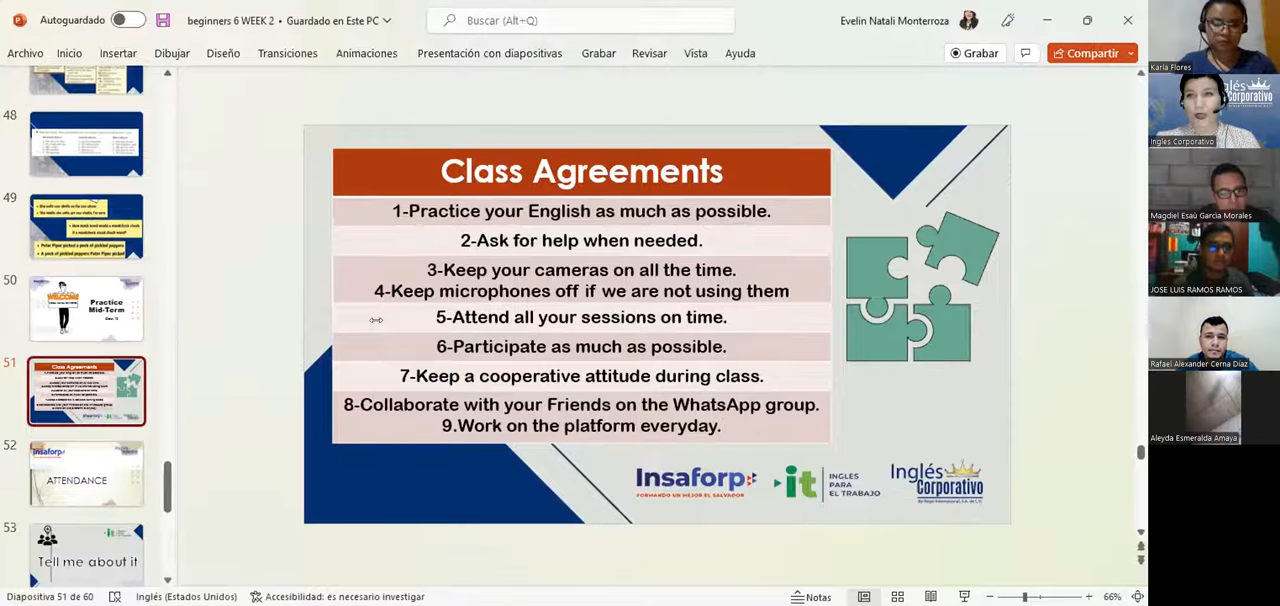 Autoguardado
beginners 6 WEEK 2 • Guardado en Este PC
Buscar (Alt+Q)
Evelin Natali Monterroza
Archivo Inicio Insertar Dibujar Diseño Transiciones Animaciones Presentación con diapositivas Grabar Revisar Vista Ayuda
Grabar
Compartir
48
49
50
WELCOME
Practice
Mid-Term
51
Class Agreements
52
Insaforp
ATTENDANCE
53
Tell me about it
Class Agreements
1-Practice your English as much as possible.
2-Ask for help when needed.
3-Keep your cameras on all the time.
4-Keep microphones off if we are not using them
5-Attend all your sessions on time.
6-Participate as much as possible.
7-Keep a cooperative attitude during class.
8-Collaborate with your Friends on the WhatsApp group.
9.Work on the platform everyday.
Insaforp
FORMANDO UN MEJOR EL SALVADOR
it
INGLES
PARA
EL TRABAJO
Inglés
Corporativo
Karla Flores
glés
Corporativo
Ingles Corporativo
Magdiel Esaú Garcia Morales
JOSE LUIS RAMOS RAMOS
Rafael Alexander Cerna Díaz
Aleyda Esmeralda Amaya
Diapositiva 51 de 60
Inglés (Estados Unidos)
Accesibilidad: es necesario investigar
Notas
66%